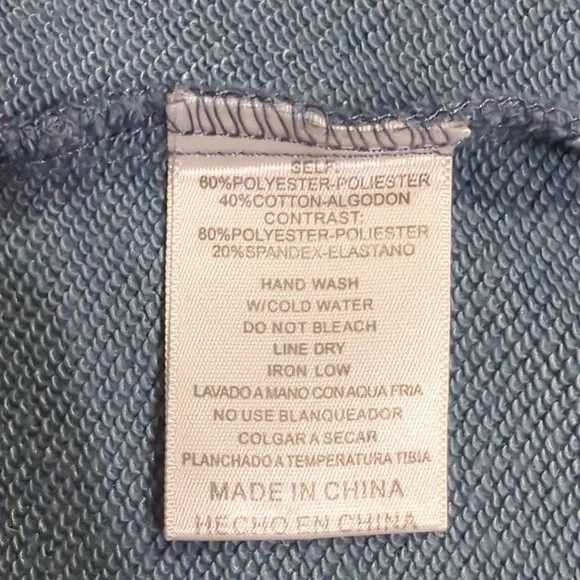 SELF:
60%POLYESTER-POLIESTER
40%COTTON-ALGODON
CONTRAST:
80%POLYESTER-POLIESTER
20%SPANDEX-ELASTANO
HAND WASH
W/COLD WATER
DO NOT BLEACH
LINE DRY
IRON LOW
LAVADO A MANO CON AQUA FRIA
NO USE BLANQUEADOR
COLGAR A SECAR
PLANCHADO A TEMPERATURA TIBIA
MADE IN CHINA
HECHO EN CHINA